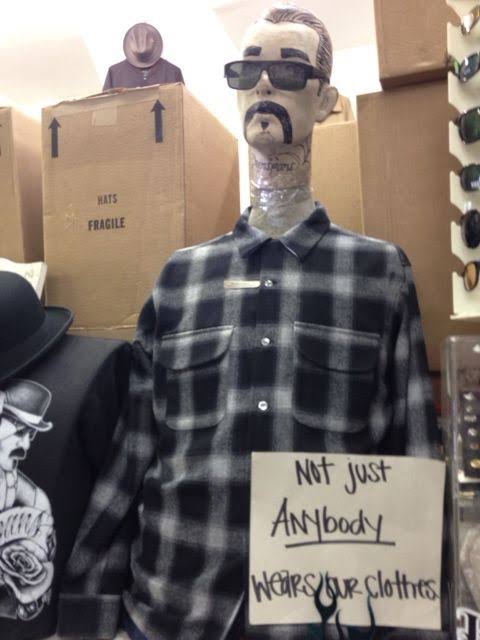 HATS
FRAGILE
NOT just
ANybody
WEARS OUR Clothes